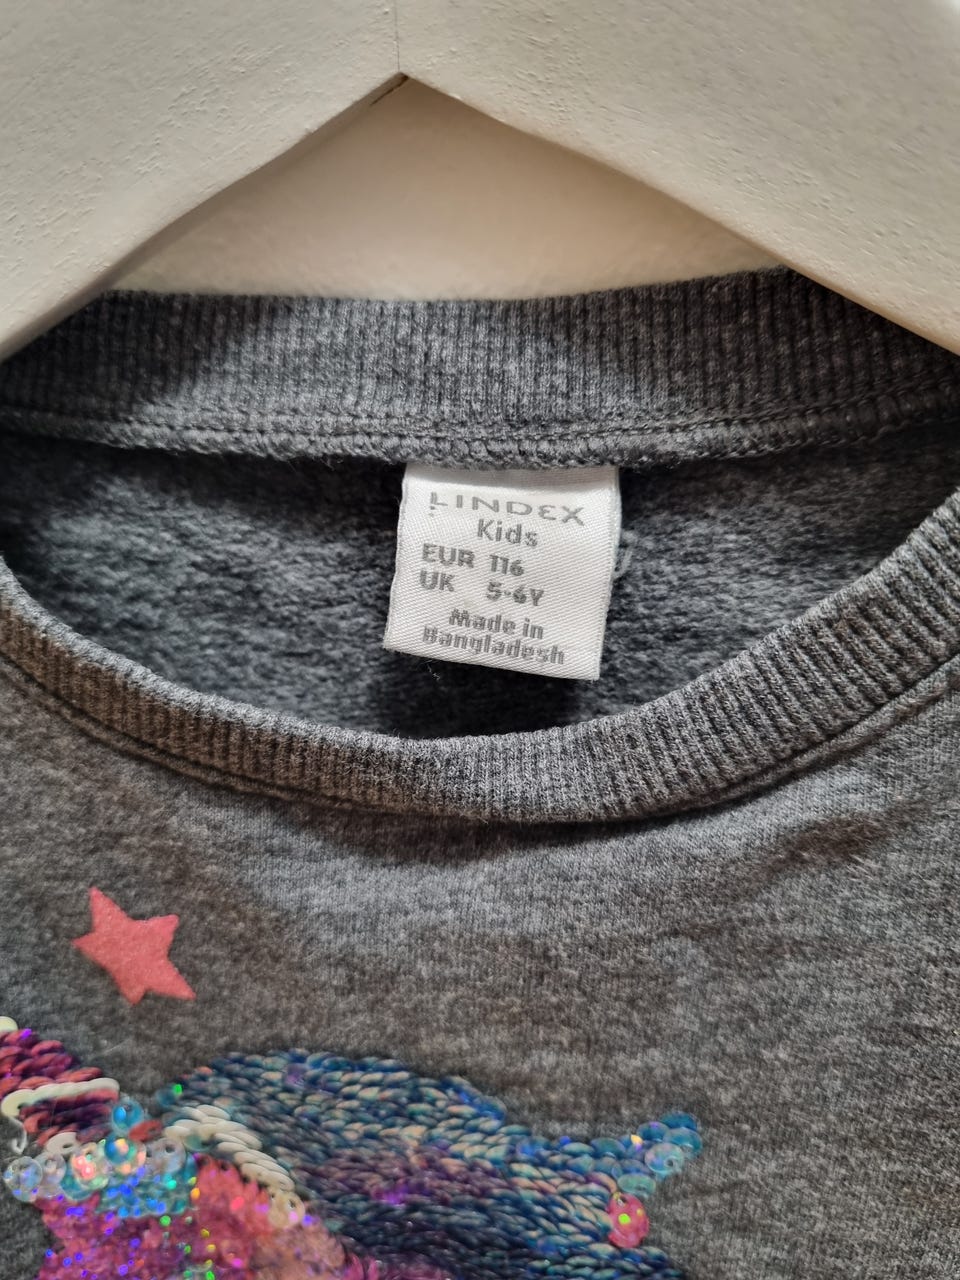 LINDEX
Kids
EUR 116
UK 5-6Y
Made in
Bangladesh